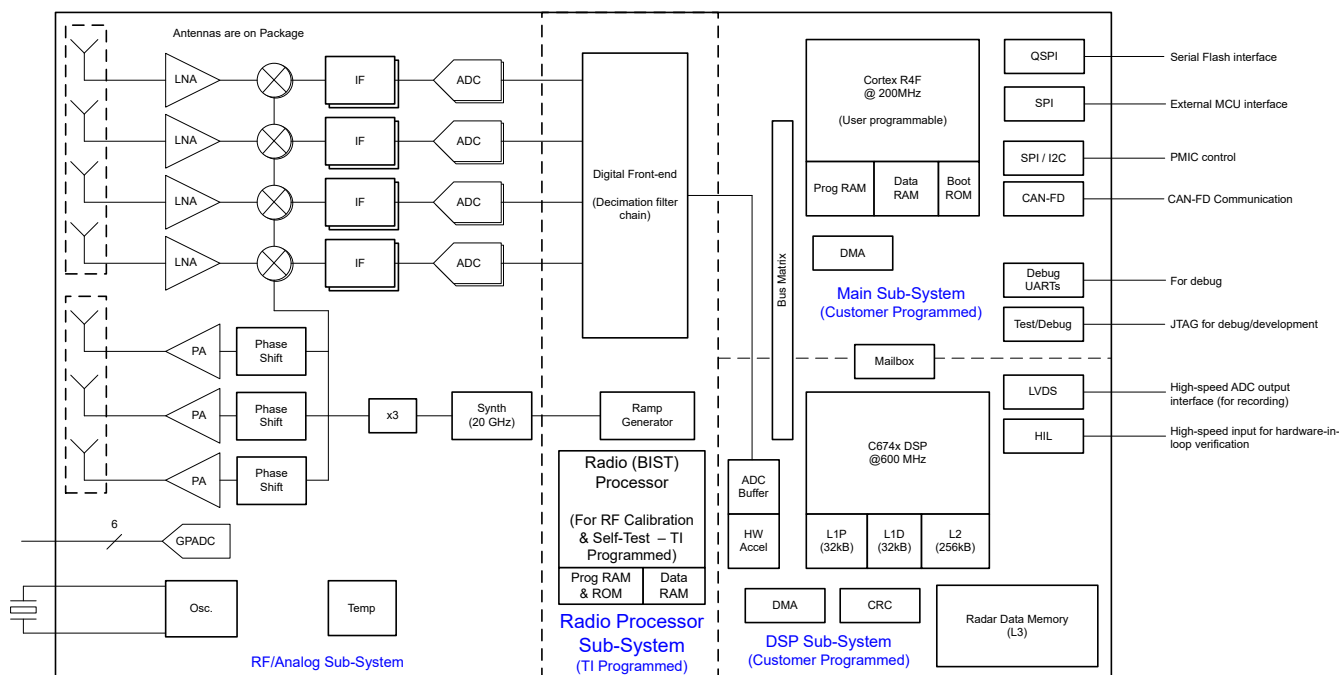 Antennas are on Package
LNA
IF
ADC
LNA
IF
ADC
LNA
IF
ADC
LNA
IF
ADC
Digital Front-end
(Decimation filter
chain)
PA
Phase
Shift
PA
Phase
Shift
PA
Phase
Shift
x3
Synth
(20 GHz)
Ramp
Generator
6
GPADC
Osc.
Temp
RF/Analog Sub-System
Radio (BIST)
Processor
(For RF Calibration
& Self-Test – TI
Programmed)
Prog RAM
& ROM
Data
RAM
Radio Processor
Sub-System
(TI Programmed)
Bus Matrix
Cortex R4F
@ 200MHz
(User programmable)
Prog RAM
Data
RAM
Boot
ROM
DMA
Main Sub-System
(Customer Programmed)
Mailbox
C674x DSP
@600 MHz
L1P
(32kB)
L1D
(32kB)
L2
(256kB)
ADC
Buffer
HW
Accel
DMA
CRC
DSP Sub-System
(Customer Programmed)
Radar Data Memory
(L3)
QSPI
Serial Flash interface
SPI
External MCU interface
SPI / I2C
PMIC control
CAN-FD
CAN-FD Communication
Debug
UARTs
For debug
Test/Debug
JTAG for debug/development
LVDS
High-speed ADC output
interface (for recording)
HIL
High-speed input for hardware-in-
loop verification